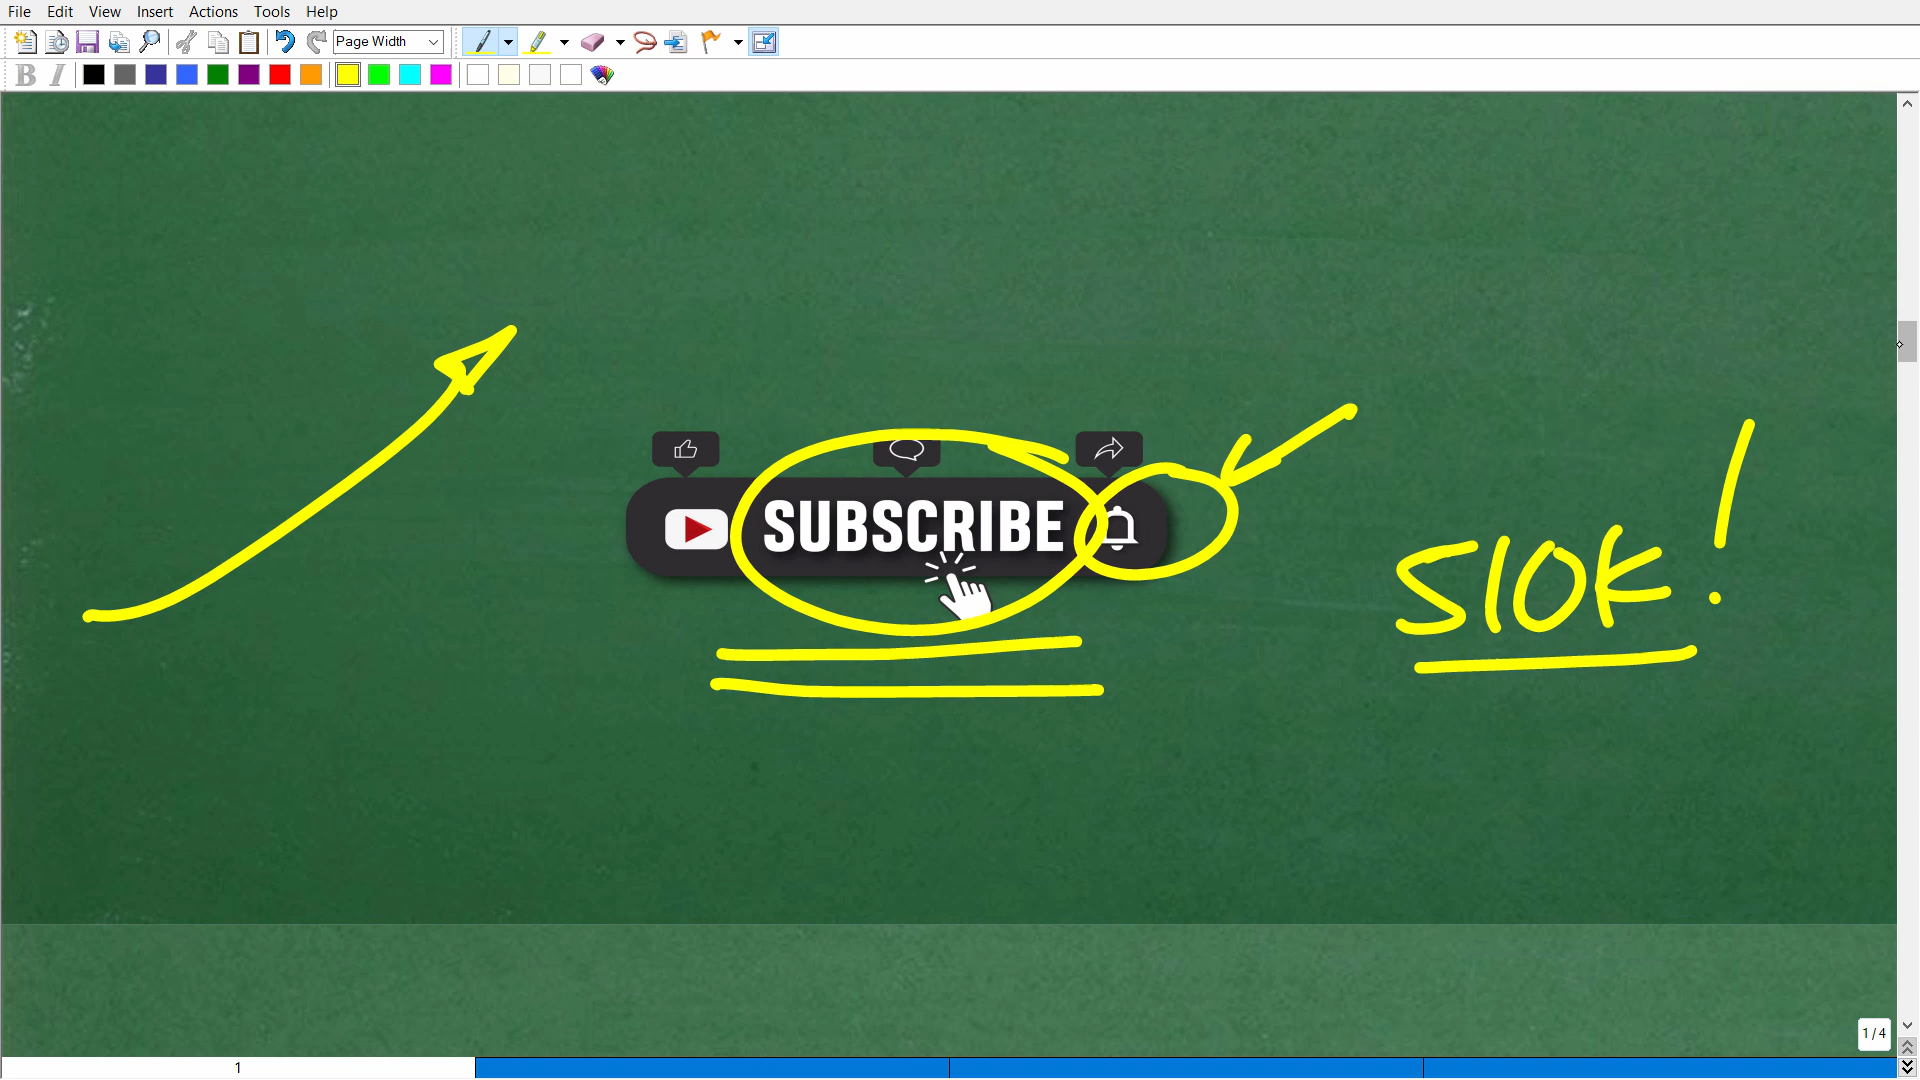 File Edit View Insert Actions Tools Help
Page Width
B I
SUBSCRIBE
510K!
1 / 4
1